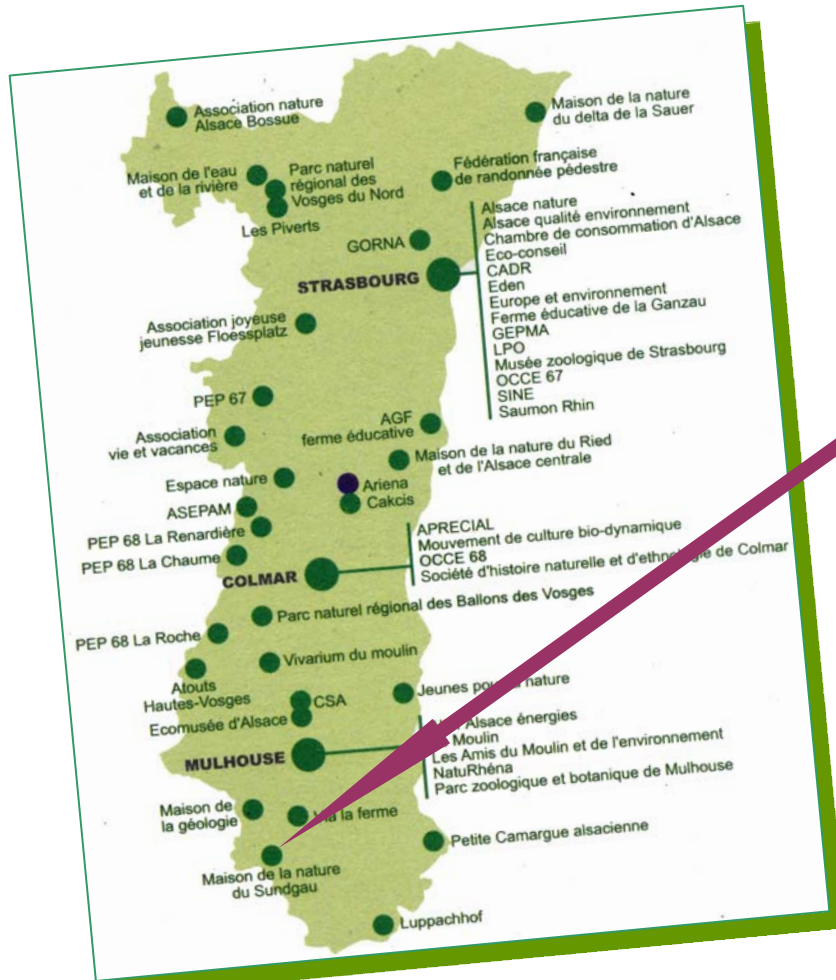 Association nature
Alsace Bossue
Maison de la nature
du delta de la Sauer
Maison de l'eau
et de la rivière
Parc naturel
régional des
Vosges du Nord
Fédération française
de randonnée pédestre
Les Piverts
GORNA
STRASBOURG
Alsace nature
Alsace qualité environnement
Chambre de consommation d'Alsace
Eco-conseil
CADR
Eden
Europe et environnement
Ferme éducative de la Ganzau
GEPMA
LPO
Musée zoologique de Strasbourg
OCCE 67
SINE
Saumon Rhin
Association joyeuse
jeunesse Floessplatz
PEP 67
Association
vie et vacances
AGF
ferme éducative
Maison de la nature du Ried
et de l'Alsace centrale
Espace nature
Ariena
Cakcis
ASEPAM
PEP 68 La Renardière
PEP 68 La Chaume
COLMAR
APRECIAL
Mouvement de culture bio-dynamique
OCCE 68
Société d'histoire naturelle et d'ethnologie de Colmar
Parc naturel régional des Ballons des Vosges
PEP 68 La Roche
Vivarium du moulin
Atouts
Hautes-Vosges
CSA
Jeunes pour la nature
Ecomusée d'Alsace
MULHOUSE
Alsace énergies
Moulin
Les Amis du Moulin et de l'environnement
NatuRhéna
Parc zoologique et botanique de Mulhouse
Maison de
la géologie
la ferme
Petite Camargue alsacienne
Maison de la nature
du Sundgau
Luppachhof